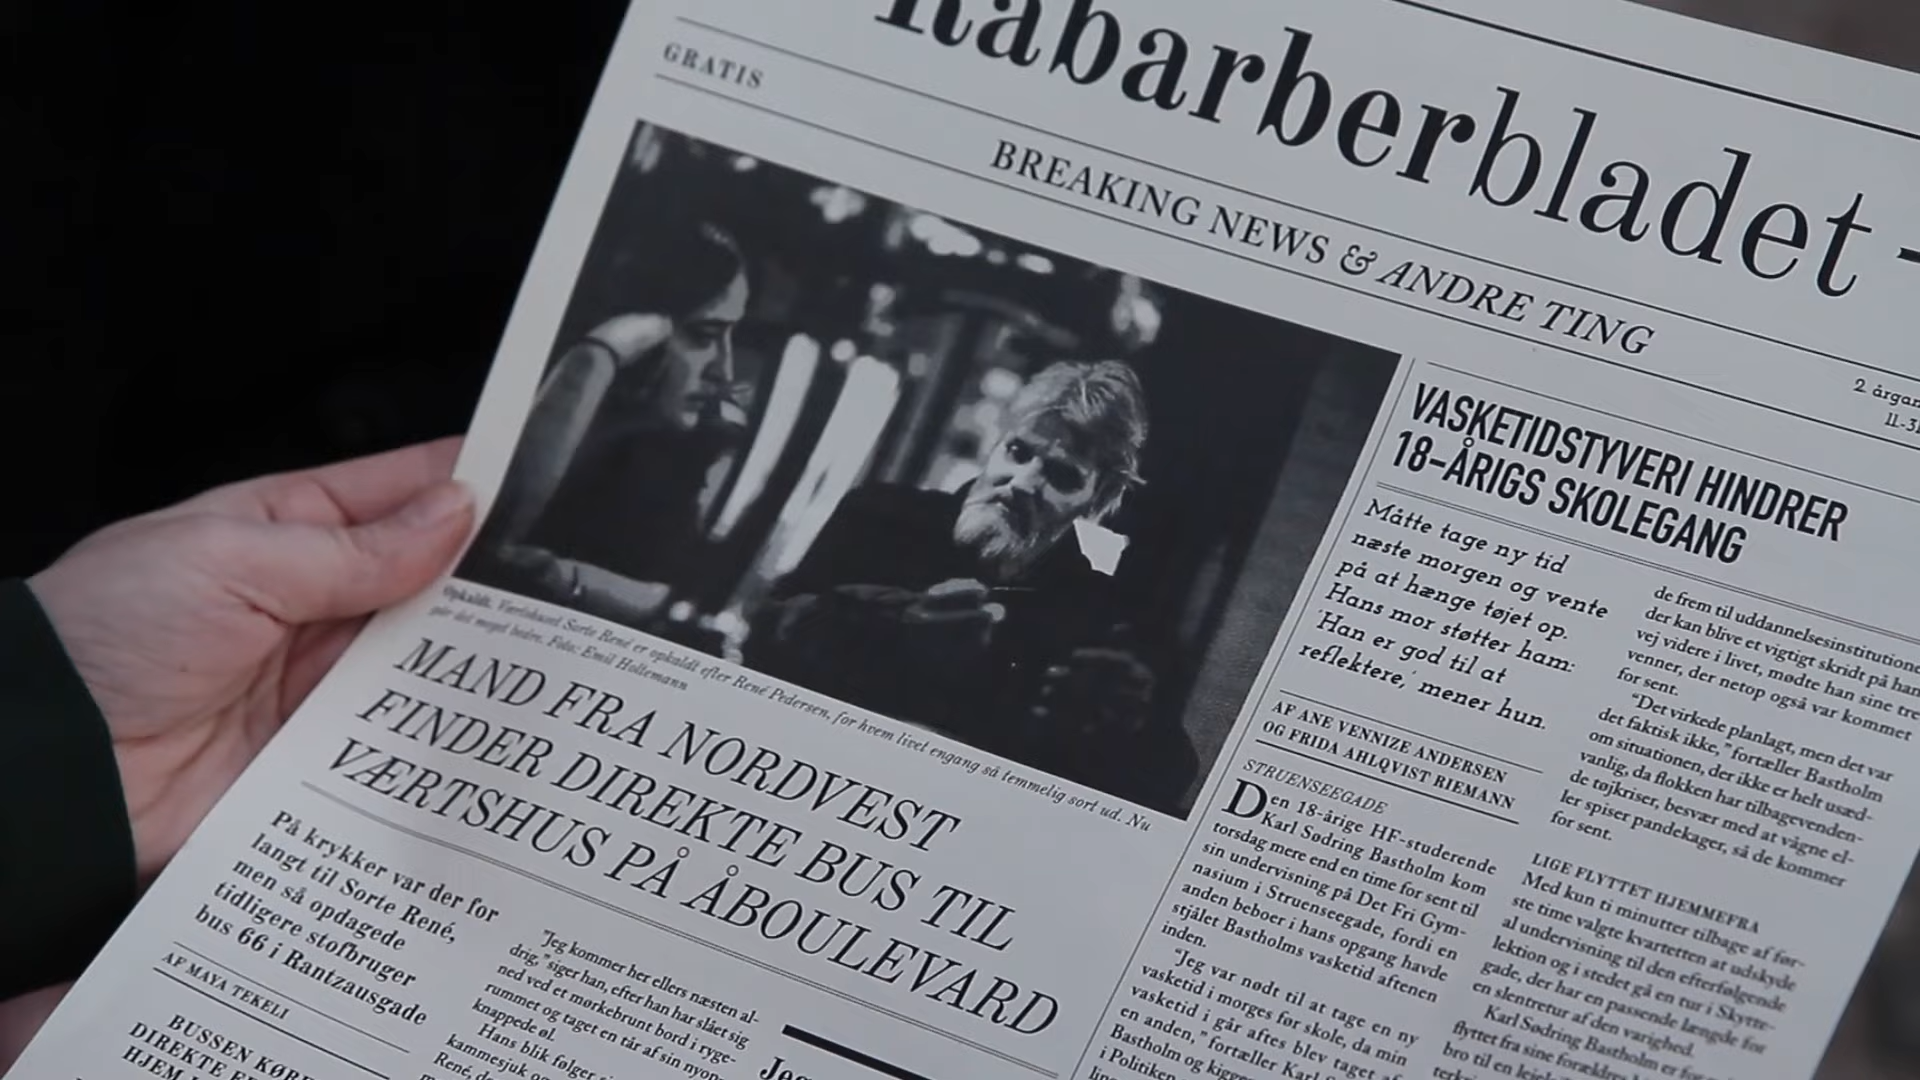 Rabarberbladet
GRATIS
BREAKING NEWS & ANDRE TING
2 årgan
11.-31
Opkaldt. Værtshuset Sorte René er opkaldt efter René Pedersen, for hvem livet engang så temmelig sort ud. Nu
går det meget bedre. Foto: Emil Holtemann
MAND FRA NORDVEST
FINDER DIREKTE BUS TIL
VÆRTSHUS PÅ ÅBOULEVARD
På krykker var der for
langt til Sorte René,
men så opdagede
tidligere stofbruger
bus 66 i Rantzausgade
AF MAYA TEKELI
BUSSEN KØRE
DIREKTE
HJEM
"Jeg kommer her ellers næsten al-
drig," siger han, efter han har slået sig
ned ved et mørkebrunt bord i ryge-
rummet og taget en tår af sin nyop-
knappede øl.
Hans blik følger
kammesjuk
René, de
Jeg
VASKETIDSTYVERI HINDRER
18-ÅRIGS SKOLEGANG
Måtte tage ny tid
næste morgen og vente
på at hænge tøjet op.
Hans mor støtter ham:
'Han er god til at
reflektere,' mener hun.
AF ANE VENNIZE ANDERSEN
OG FRIDA AHLQVIST RIEMANN
STRUENSEEGADE
Den 18-årige HF-studerende
Karl Sødring Bastholm kom
torsdag mere end en time for sent til
sin undervisning på Det Fri Gym-
nasium i Struenseegade, fordi en
anden beboer i hans opgang havde
stjålet Bastholms vasketid aftenen
inden.
"Jeg var nødt til at tage en ny
vasketid i morges før skole, da min
vasketid i går aftes blev taget af
en anden," fortæller Karl
Bastholm og kigger
i Politiken
de frem til uddannelsesinstitutione
der kan blive et vigtigt skridt på han
vej videre i livet, mødte han sine tre
venner, der netop også var kommet
for sent.
"Det virkede planlagt, men det var
det faktisk ikke," fortæller Bastholm
om situationen, der ikke er helt usæd-
vanlig, da flokken har tilbagevenden-
de tøjkriser, besvær med at vågne el-
ler spiser pandekager, så de kommer
for sent.
LIGE FLYTTET HJEMMEFRA
Med kun ti minutter tilbage af før-
ste time valgte kvartetten at udskyde
al undervisning til den efterfølgende
lektion og i stedet gå en tur i Skytte-
gade, der har en passende længde for
en slentretur af den varighed.
Karl Sødring Bastholm er
flyttet fra sine forældres
bro til en